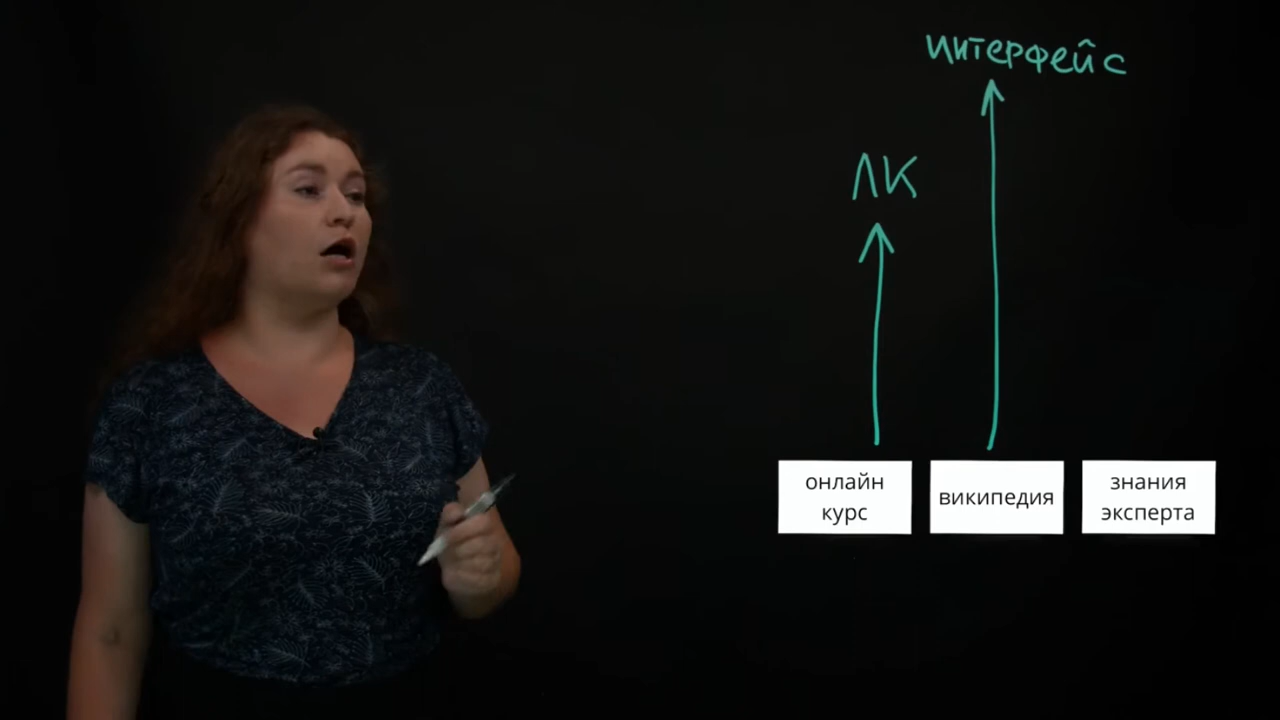 интерфейс
ЛК
онлайн
курс
википедия
знания
эксперта